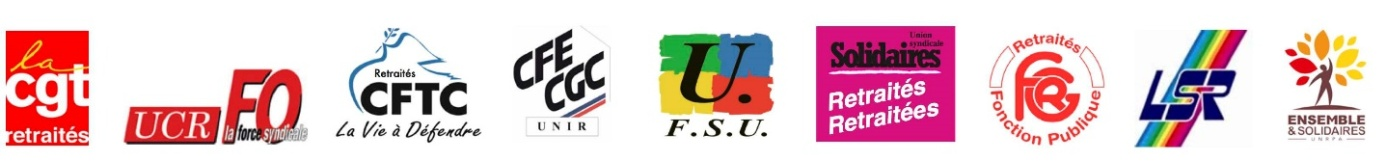 la
cgt
retraités
UCR FO
la force syndicale
Retraités
CFTC
La Vie à Défendre
CFE
CGC
UNIR
U.
F.S.U.
Union
syndicale
Solidaires
Retraités
Retraitées
Retraités
FGR
Fonction Publique
LSR
ENSEMBLE
& SOLIDAIRES
UNRPA